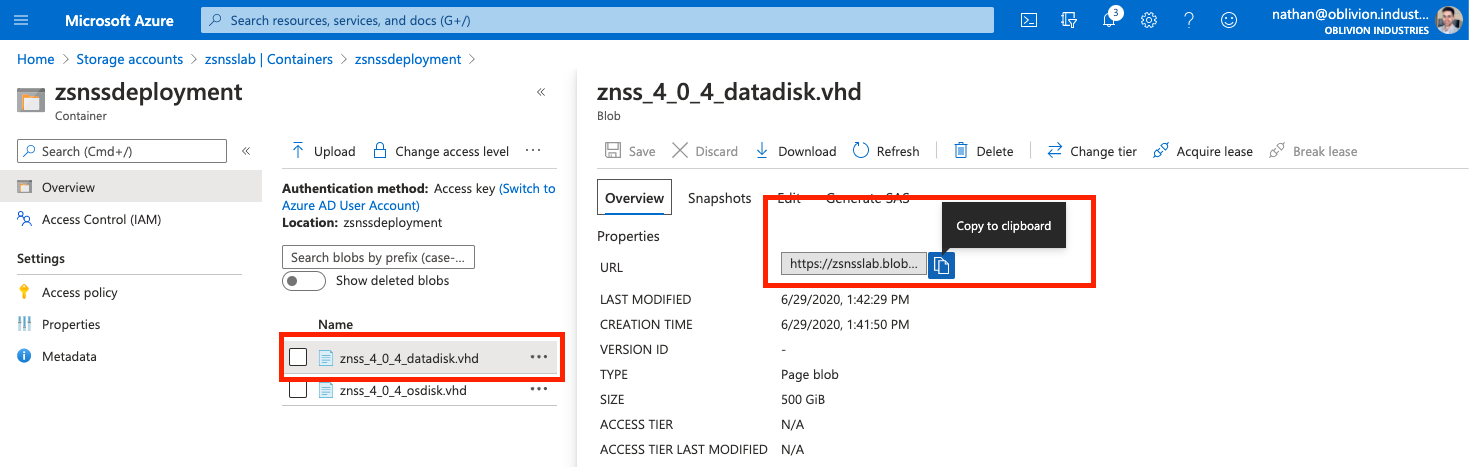 Microsoft Azure
Search resources, services, and docs (G+/)
3
nathan@oblivion.indust...
OBLIVION INDUSTRIES
Home > Storage accounts > zsnsslab | Containers > zsnssdeployment >
zsnssdeployment
Container
Search (Cmd+/)
Overview
Access Control (IAM)
Settings
Access policy
Properties
Metadata
Upload
Change access level
Authentication method: Access key (Switch to
Azure AD User Account)
Location: zsnssdeployment
Search blobs by prefix (case-...
Show deleted blobs
Name
znss_4_0_4_datadisk.vhd
znss_4_0_4_osdisk.vhd
znss_4_0_4_datadisk.vhd
Blob
Save Discard Download Refresh Delete Change tier Acquire lease Break lease
Overview Snapshots Edit Generate SAS
Copy to clipboard
Properties
URL https://zsnsslab.blob...
LAST MODIFIED 6/29/2020, 1:42:29 PM
CREATION TIME 6/29/2020, 1:41:50 PM
VERSION ID -
TYPE Page blob
SIZE 500 GiB
ACCESS TIER N/A
ACCESS TIER LAST MODIFIED N/A